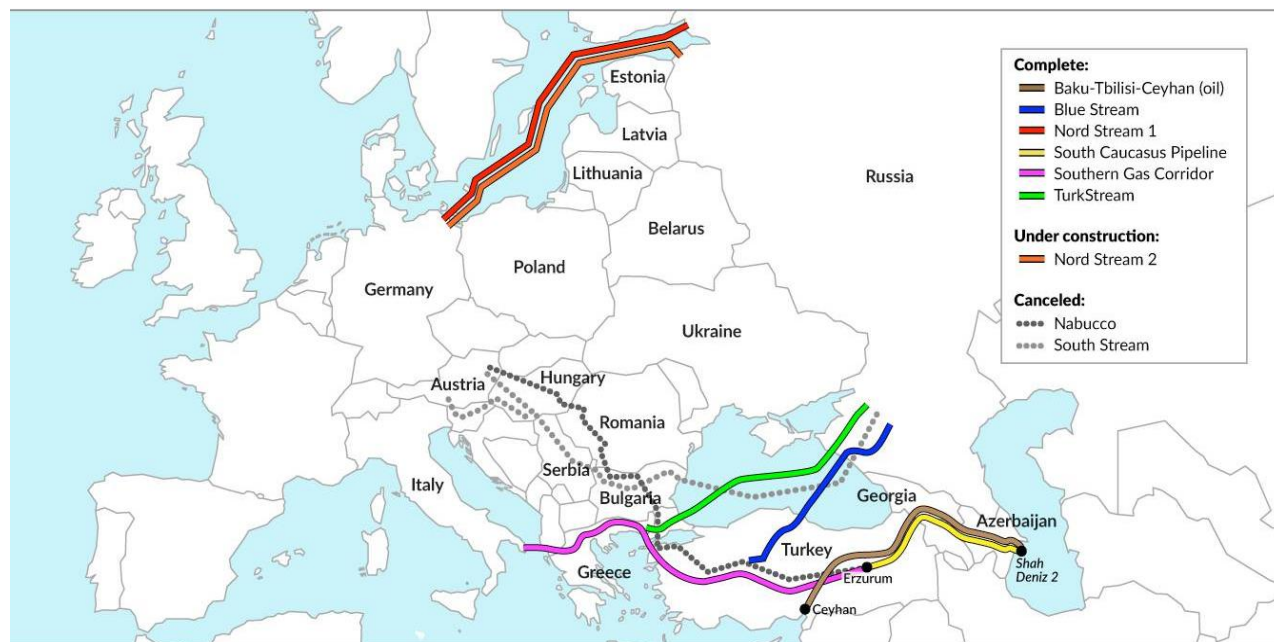 Estonia
Latvia
Lithuania
Russia
Belarus
Poland
Germany
Ukraine
Austria
Hungary
Romania
Serbia
Italy
Bulgaria
Georgia
Azerbaijan
Turkey
Greece
Erzurum
Shah
Deniz 2
Ceyhan
Complete:
Baku-Tbilisi-Ceyhan (oil)
Blue Stream
Nord Stream 1
South Caucasus Pipeline
Southern Gas Corridor
TurkStream
Under construction:
Nord Stream 2
Canceled:
Nabucco
South Stream